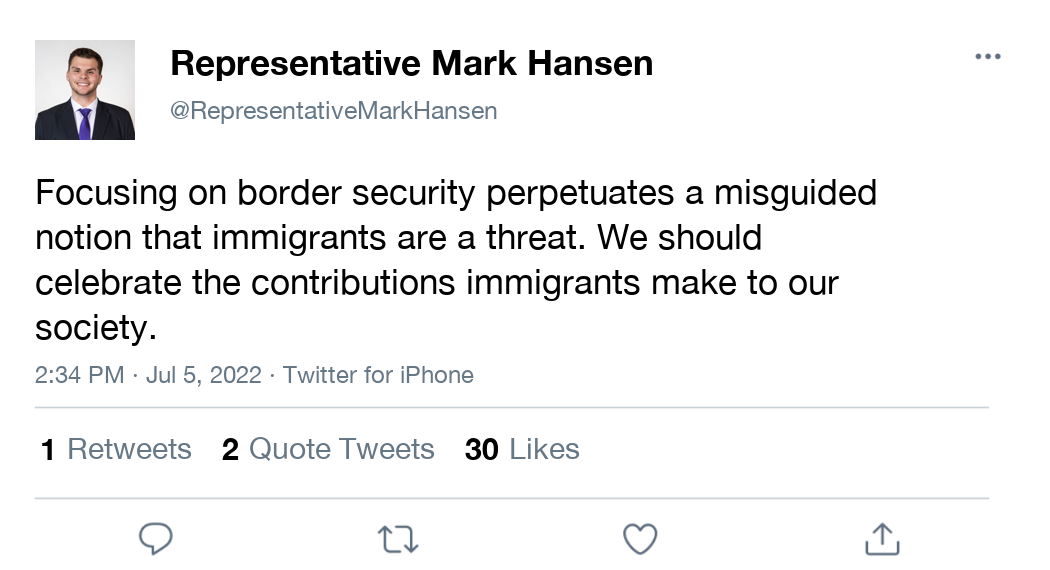 Representative Mark Hansen
@RepresentativeMarkHansen
Focusing on border security perpetuates a misguided
notion that immigrants are a threat. We should
celebrate the contributions immigrants make to our
society.
2:34 PM · Jul 5, 2022 · Twitter for iPhone
1 Retweets 2 Quote Tweets 30 Likes